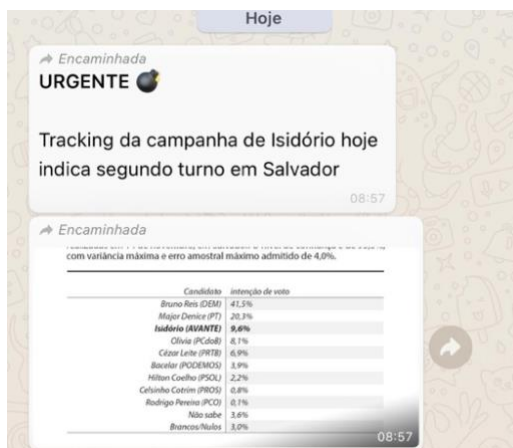 Hoje
Encaminhada
URGENTE 💣
Tracking da campanha de Isidório hoje
indica segundo turno em Salvador
08:57
Encaminhada
com variância máxima e erro amostral máximo admitido de 4,0%.
Candidato intenção de voto
Bruno Reis (DEM) 41,5%
Major Denice (PT) 20,3%
Isidório (AVANTE) 9,6%
Olivia (PCdoB) 8,1%
Cézar Leite (PRTB) 6,9%
Bacelar (PODEMOS) 3,9%
Hilton Coelho (PSOL) 2,2%
Celsinho Cotrim (PROS) 0,8%
Rodrigo Pereira (PCO) 0,1%
Não sabe 3,6%
Brancos/Nulos 3,0%
08:57